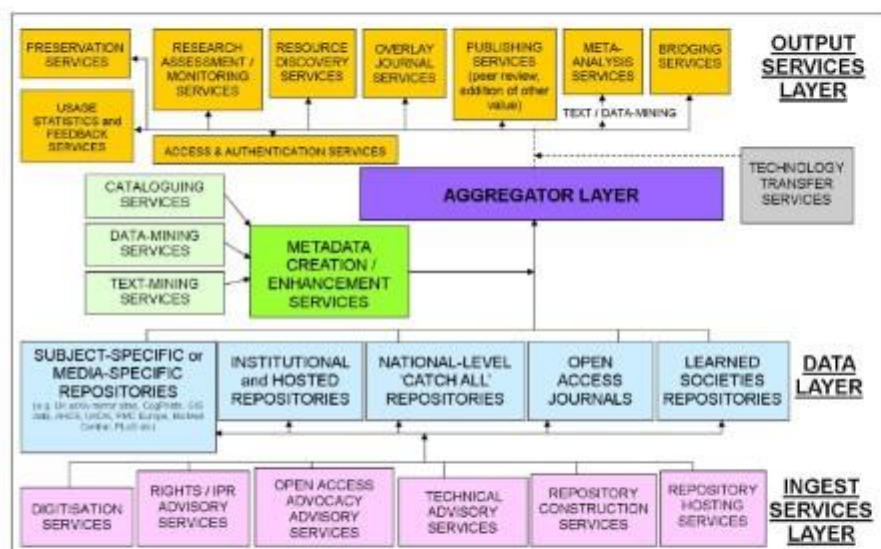 PRESERVATION
SERVICES
RESEARCH
ASSESSMENT /
MONITORING
SERVICES
RESOURCE
DISCOVERY
SERVICES
OVERLAY
JOURNAL
SERVICES
PUBLISHING
SERVICES
(peer review,
addition of other
value)
META-
ANALYSIS
SERVICES
BRIDGING
SERVICES
OUTPUT
SERVICES
LAYER
USAGE
STATISTICS and
FEEDBACK
SERVICES
TEXT / DATA-MINING
ACCESS & AUTHENTICATION SERVICES
TECHNOLOGY
TRANSFER
SERVICES
AGGREGATOR LAYER
CATALOGUING
SERVICES
DATA-MINING
SERVICES
TEXT-MINING
SERVICES
METADATA
CREATION /
ENHANCEMENT
SERVICES
SUBJECT-SPECIFIC or
MEDIA-SPECIFIC
REPOSITORIES
INSTITUTIONAL
and HOSTED
REPOSITORIES
NATIONAL-LEVEL
'CATCH ALL'
REPOSITORIES
OPEN
ACCESS
JOURNALS
LEARNED
SOCIETIES
REPOSITORIES
DATA
LAYER
DIGITISATION
SERVICES
RIGHTS / IPR
ADVISORY
SERVICES
OPEN ACCESS
ADVOCACY
ADVISORY
SERVICES
TECHNICAL
ADVISORY
SERVICES
REPOSITORY
CONSTRUCTION
SERVICES
REPOSITORY
HOSTING
SERVICES
INGEST
SERVICES
LAYER